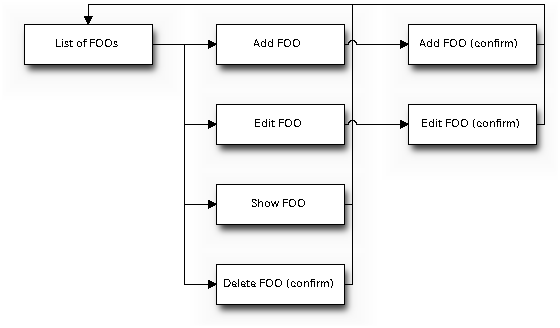 List of FOOs
Add FOO
Add FOO (confirm)
Edit FOO
Edit FOO (confirm)
Show FOO
Delete FOO (confirm)